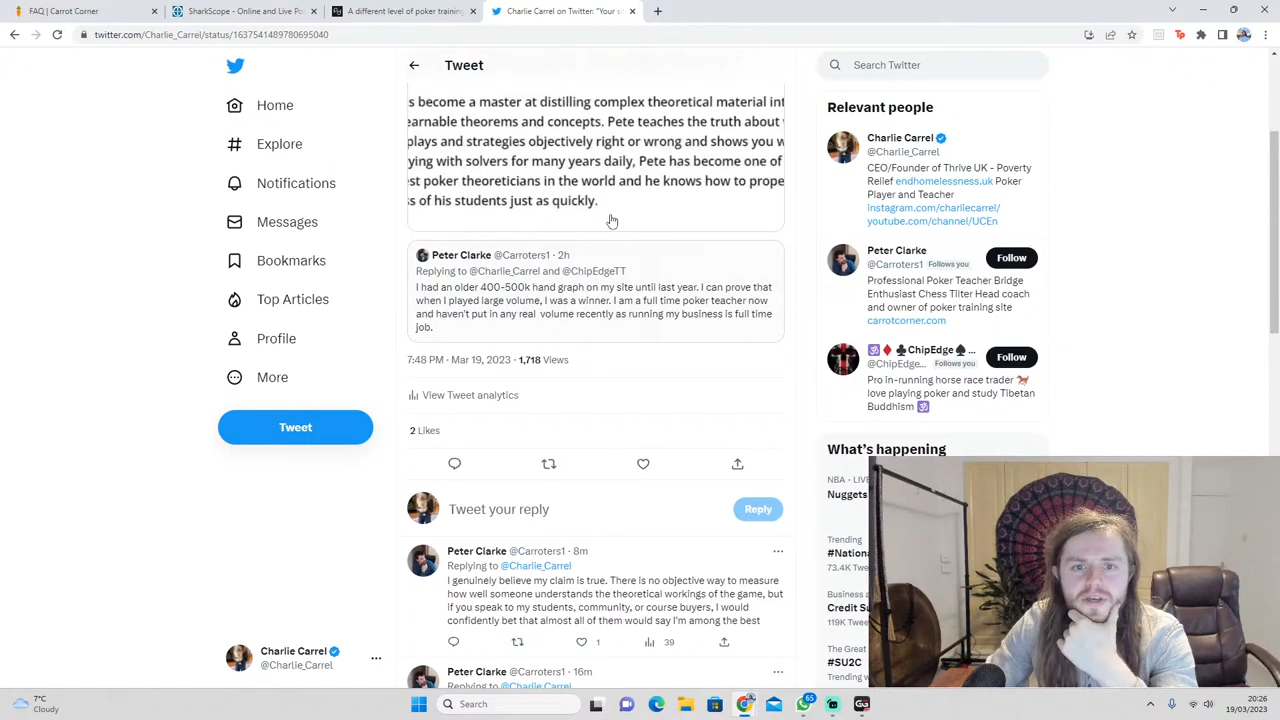 FAQ | Carrot Corner
SharkScope - Online and Live Po
A different level of poker training
Charlie Carrel on Twitter: "Your s
twitter.com/Charlie_Carrel/status/1637541489780695040
Tweet
Search Twitter
Home
Explore
Notifications
Messages
Bookmarks
Top Articles
Profile
More
Tweet
Charlie Carrel
@Charlie_Carrel
s become a master at distilling complex theoretical material int
earnable theorems and concepts. Pete teaches the truth about
plays and strategies objectively right or wrong and shows you w
ying with solvers for many years daily, Pete has become one of
st poker theoreticians in the world and he knows how to prope
s of his students just as quickly.
Peter Clarke @Carroters1 · 2h
Replying to @Charlie_Carrel and @ChipEdgeTT
I had an older 400-500k hand graph on my site until last year. I can prove that
when I played large volume, I was a winner. I am a full time poker teacher now
and haven't put in any real volume recently as running my business is full time
job.
7:48 PM · Mar 19, 2023 · 1,718 Views
View Tweet analytics
2 Likes
Tweet your reply
Reply
Peter Clarke @Carroters1 · 8m
Replying to @Charlie_Carrel
I genuinely believe my claim is true. There is no objective way to measure
how well someone understands the theoretical workings of the game, but
if you speak to my students, community, or course buyers, I would
confidently bet that almost all of them would say I'm among the best
1
39
Peter Clarke @Carroters1 · 16m
Replying to @Charlie_Carrel
Relevant people
Charlie Carrel
@Charlie_Carrel
CEO/Founder of Thrive UK - Poverty
Relief endhomelessness.uk Poker
Player and Teacher
instagram.com/charliecarrel/
youtube.com/channel/UCEn
Peter Clarke
@Carroters1 Follows you
Follow
Professional Poker Teacher Bridge
Enthusiast Chess TIlter Head coach
and owner of poker training site
carrotcorner.com
ChipEdge ...
@ChipEdge... Follows you
Follow
Pro in-running horse race trader
love playing poker and study Tibetan
Buddhism
What's happening
NBA · LIVE
Nuggets
Trending
#Nationa
73.4K Twe
Business a
Credit Su
119K Twee
The Great
#SU2C
Trending w
7°C
Cloudy
Search
65
20:26
19/03/2023